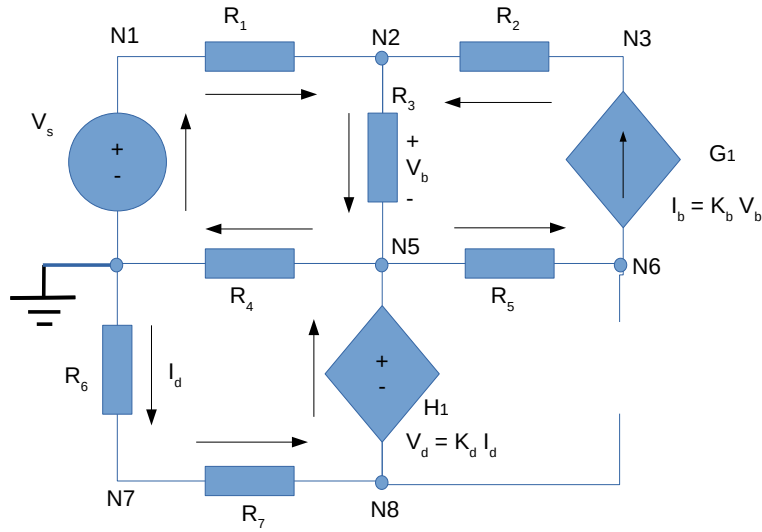 N1
R1
N2
R2
N3
Vs
+
-
R3
+
Vb
-
G1
Ib = Kb Vb
N5
N6
R4
R5
R6
Id
+
-
H1
Vd = Kd Id
N7
R7
N8